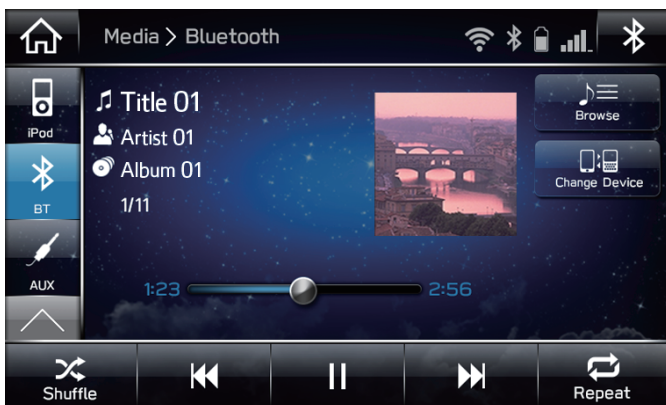 Media > Bluetooth
iPod
BT
AUX
Title 01
Artist 01
Album 01
1/11
Browse
Change Device
1:23
2:56
Shuffle
Repeat